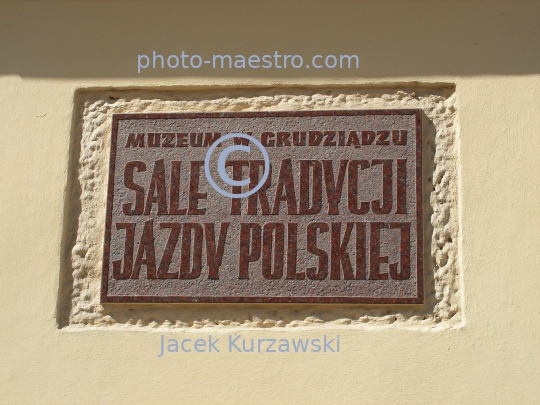 photo-maestro.com
MUZEUM W GRUDZIĄDZU
©
SALE TRADYCJI
JAZDY POLSKIEJ
Jacek Kurzawski